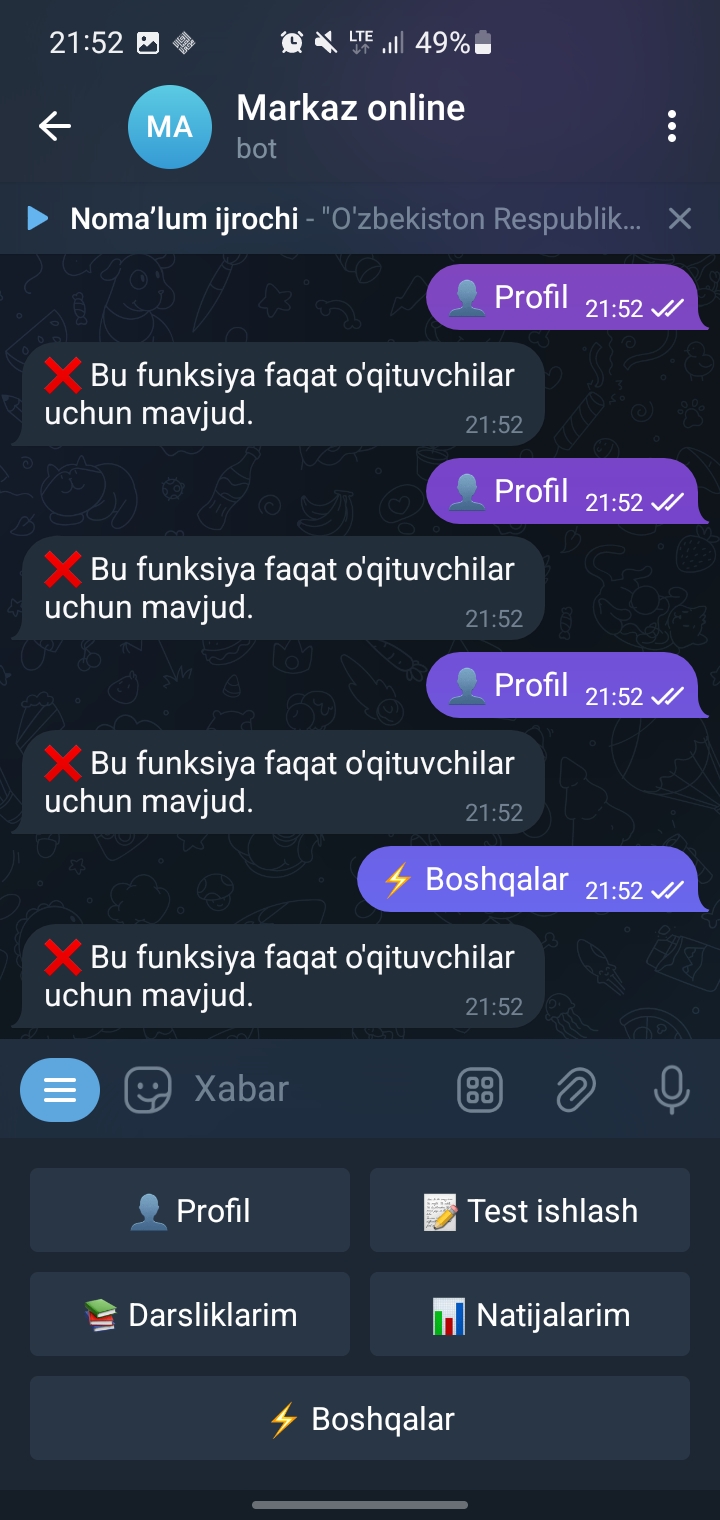 21:52 LTE 49%
MA
Markaz online
bot
Noma’lum ijrochi - "O'zbekiston Respublik...
👤 Profil 21:52
❌ Bu funksiya faqat o'qituvchilar
uchun mavjud. 21:52
👤 Profil 21:52
❌ Bu funksiya faqat o'qituvchilar
uchun mavjud. 21:52
👤 Profil 21:52
❌ Bu funksiya faqat o'qituvchilar
uchun mavjud. 21:52
⚡ Boshqalar 21:52
❌ Bu funksiya faqat o'qituvchilar
uchun mavjud. 21:52
Xabar
👤 Profil
📝 Test ishlash
📚 Darsliklarim
📊 Natijalarim
⚡ Boshqalar